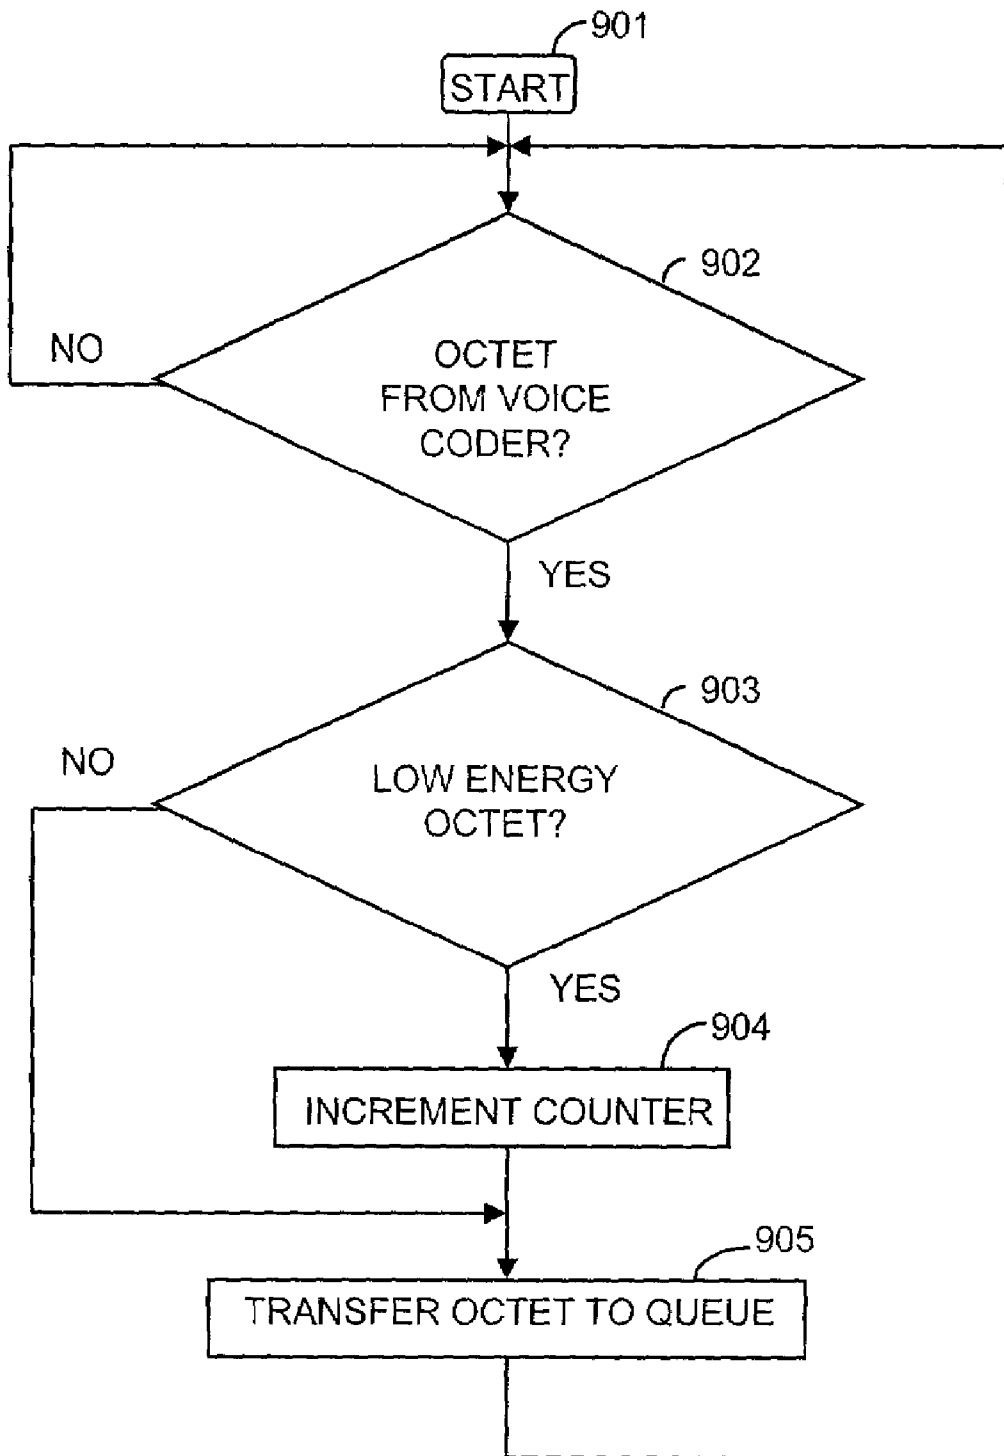 901
START
902
NO
OCTET
FROM VOICE
CODER?
YES
903
NO
LOW ENERGY
OCTET?
YES
904
INCREMENT COUNTER
905
TRANSFER OCTET TO QUEUE